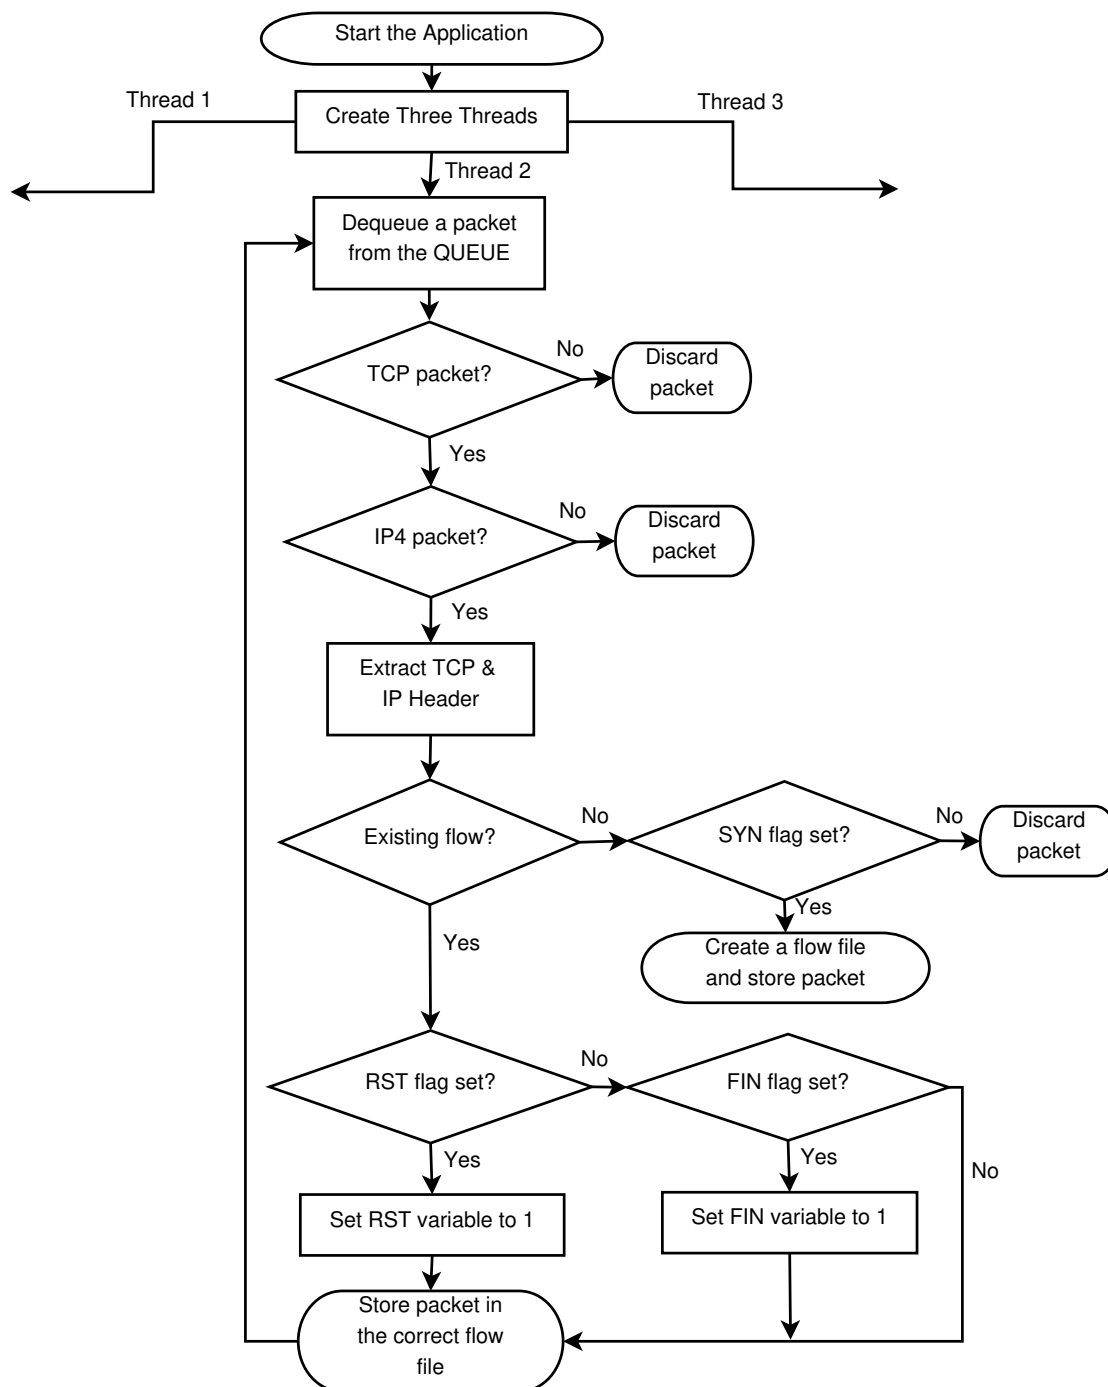 Start the Application
Thread 1
Create Three Threads
Thread 3
Thread 2
Dequeue a packet
from the QUEUE
TCP packet?
No
Discard
packet
Yes
IP4 packet?
No
Discard
packet
Yes
Extract TCP &
IP Header
Existing flow?
No
SYN flag set?
No
Discard
packet
Yes
Create a flow file
and store packet
Yes
RST flag set?
No
FIN flag set?
No
Yes
Set RST variable to 1
Yes
Set FIN variable to 1
Store packet in
the correct flow
file